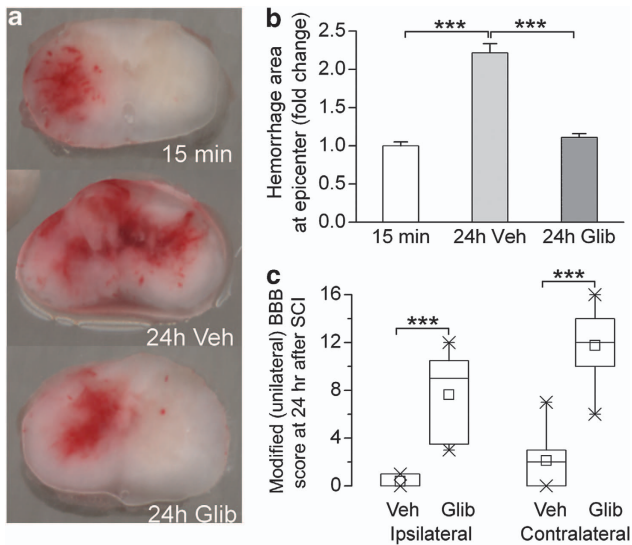 a
15 min
24h Veh
24h Glib
b
Hemorrhage area
at epicenter (fold change)
2.5
2.0
1.5
1.0
0.5
0.0
***
***
15 min 24h Veh 24h Glib
c
Modified (unilateral) BBB
score at 24 hr after SCI
16
12
8
4
0
***
***
Veh Glib Veh Glib
Ipsilateral Contralateral